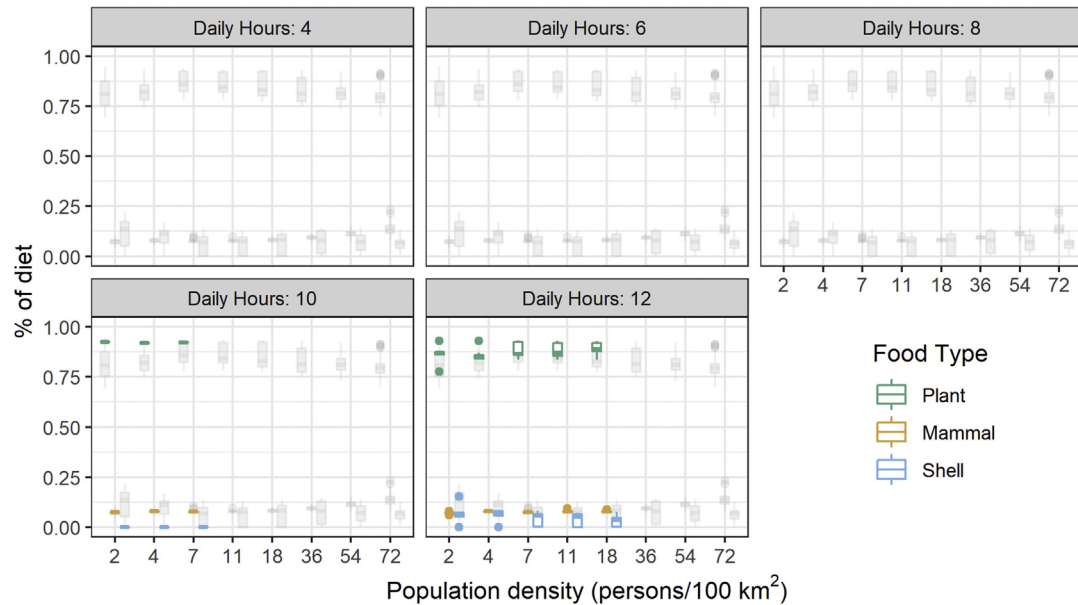 Daily Hours: 4
Daily Hours: 6
Daily Hours: 8
1.00
0.75
0.50
0.25
0.00
2 4 7 11 18 36 54 72
Daily Hours: 10
Daily Hours: 12
1.00
0.75
0.50
0.25
0.00
2 4 7 11 18 36 54 72
2 4 7 11 18 36 54 72
% of diet
Population density (persons/100 km²)
Food Type
Plant
Mammal
Shell